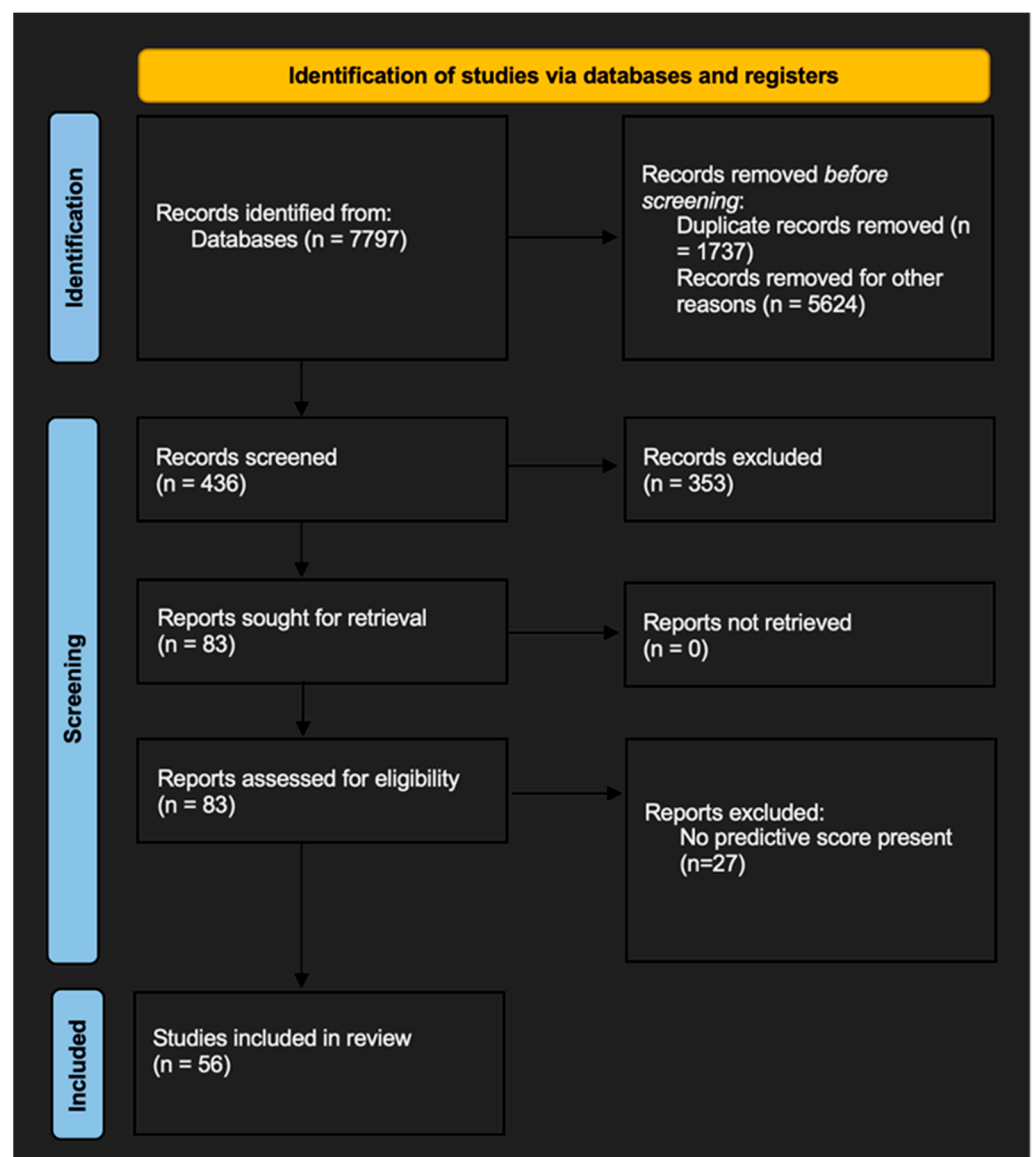 Identification of studies via databases and registers
Identification
Records identified from:
Databases (n = 7797)
Records removed before
screening:
Duplicate records removed (n
= 1737)
Records removed for other
reasons (n = 5624)
Screening
Records screened
(n = 436)
Records excluded
(n = 353)
Reports sought for retrieval
(n = 83)
Reports not retrieved
(n = 0)
Reports assessed for eligibility
(n = 83)
Reports excluded:
No predictive score present
(n=27)
Included
Studies included in review
(n = 56)